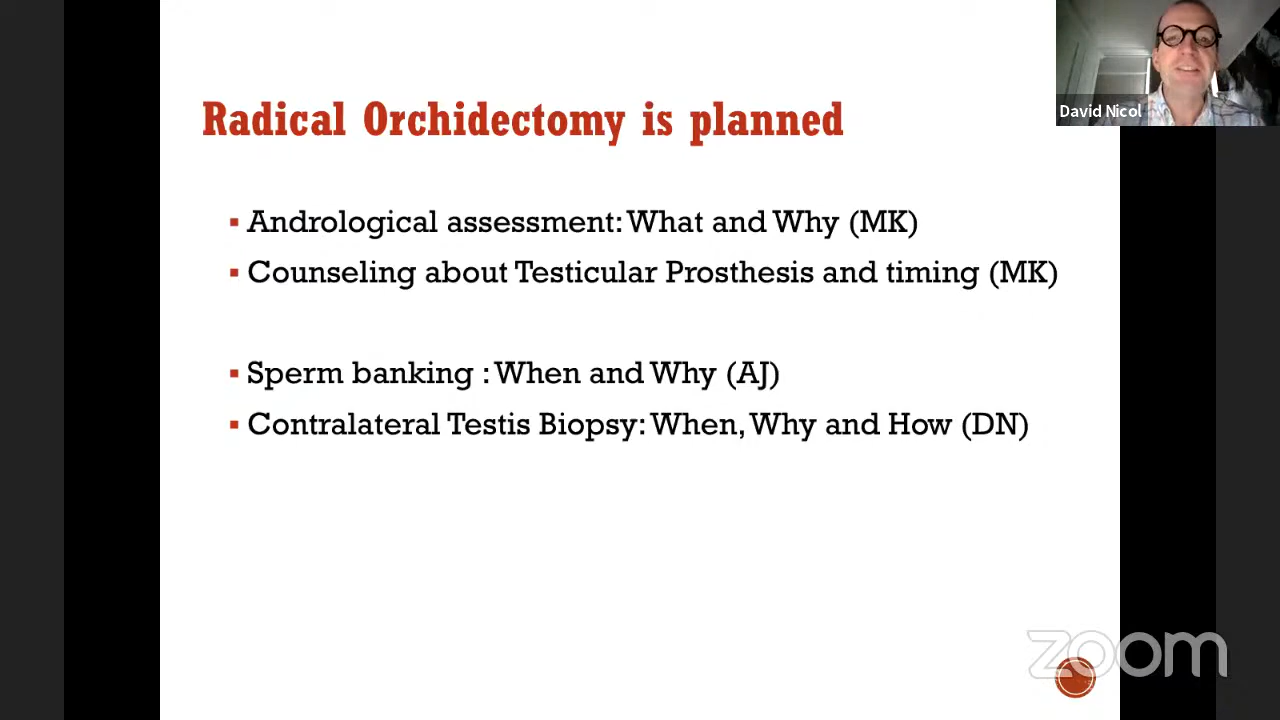 Radical Orchidectomy is planned
David Nicol
Andrological assessment: What and Why (MK)
Counseling about Testicular Prosthesis and timing (MK)
Sperm banking : When and Why (AJ)
Contralateral Testis Biopsy: When, Why and How (DN)
zoom